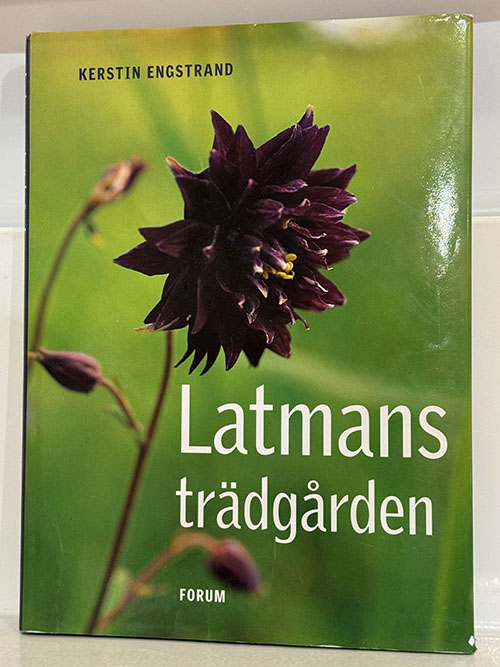 KERSTIN ENGSTRAND
Latmans
trädgården
FORUM